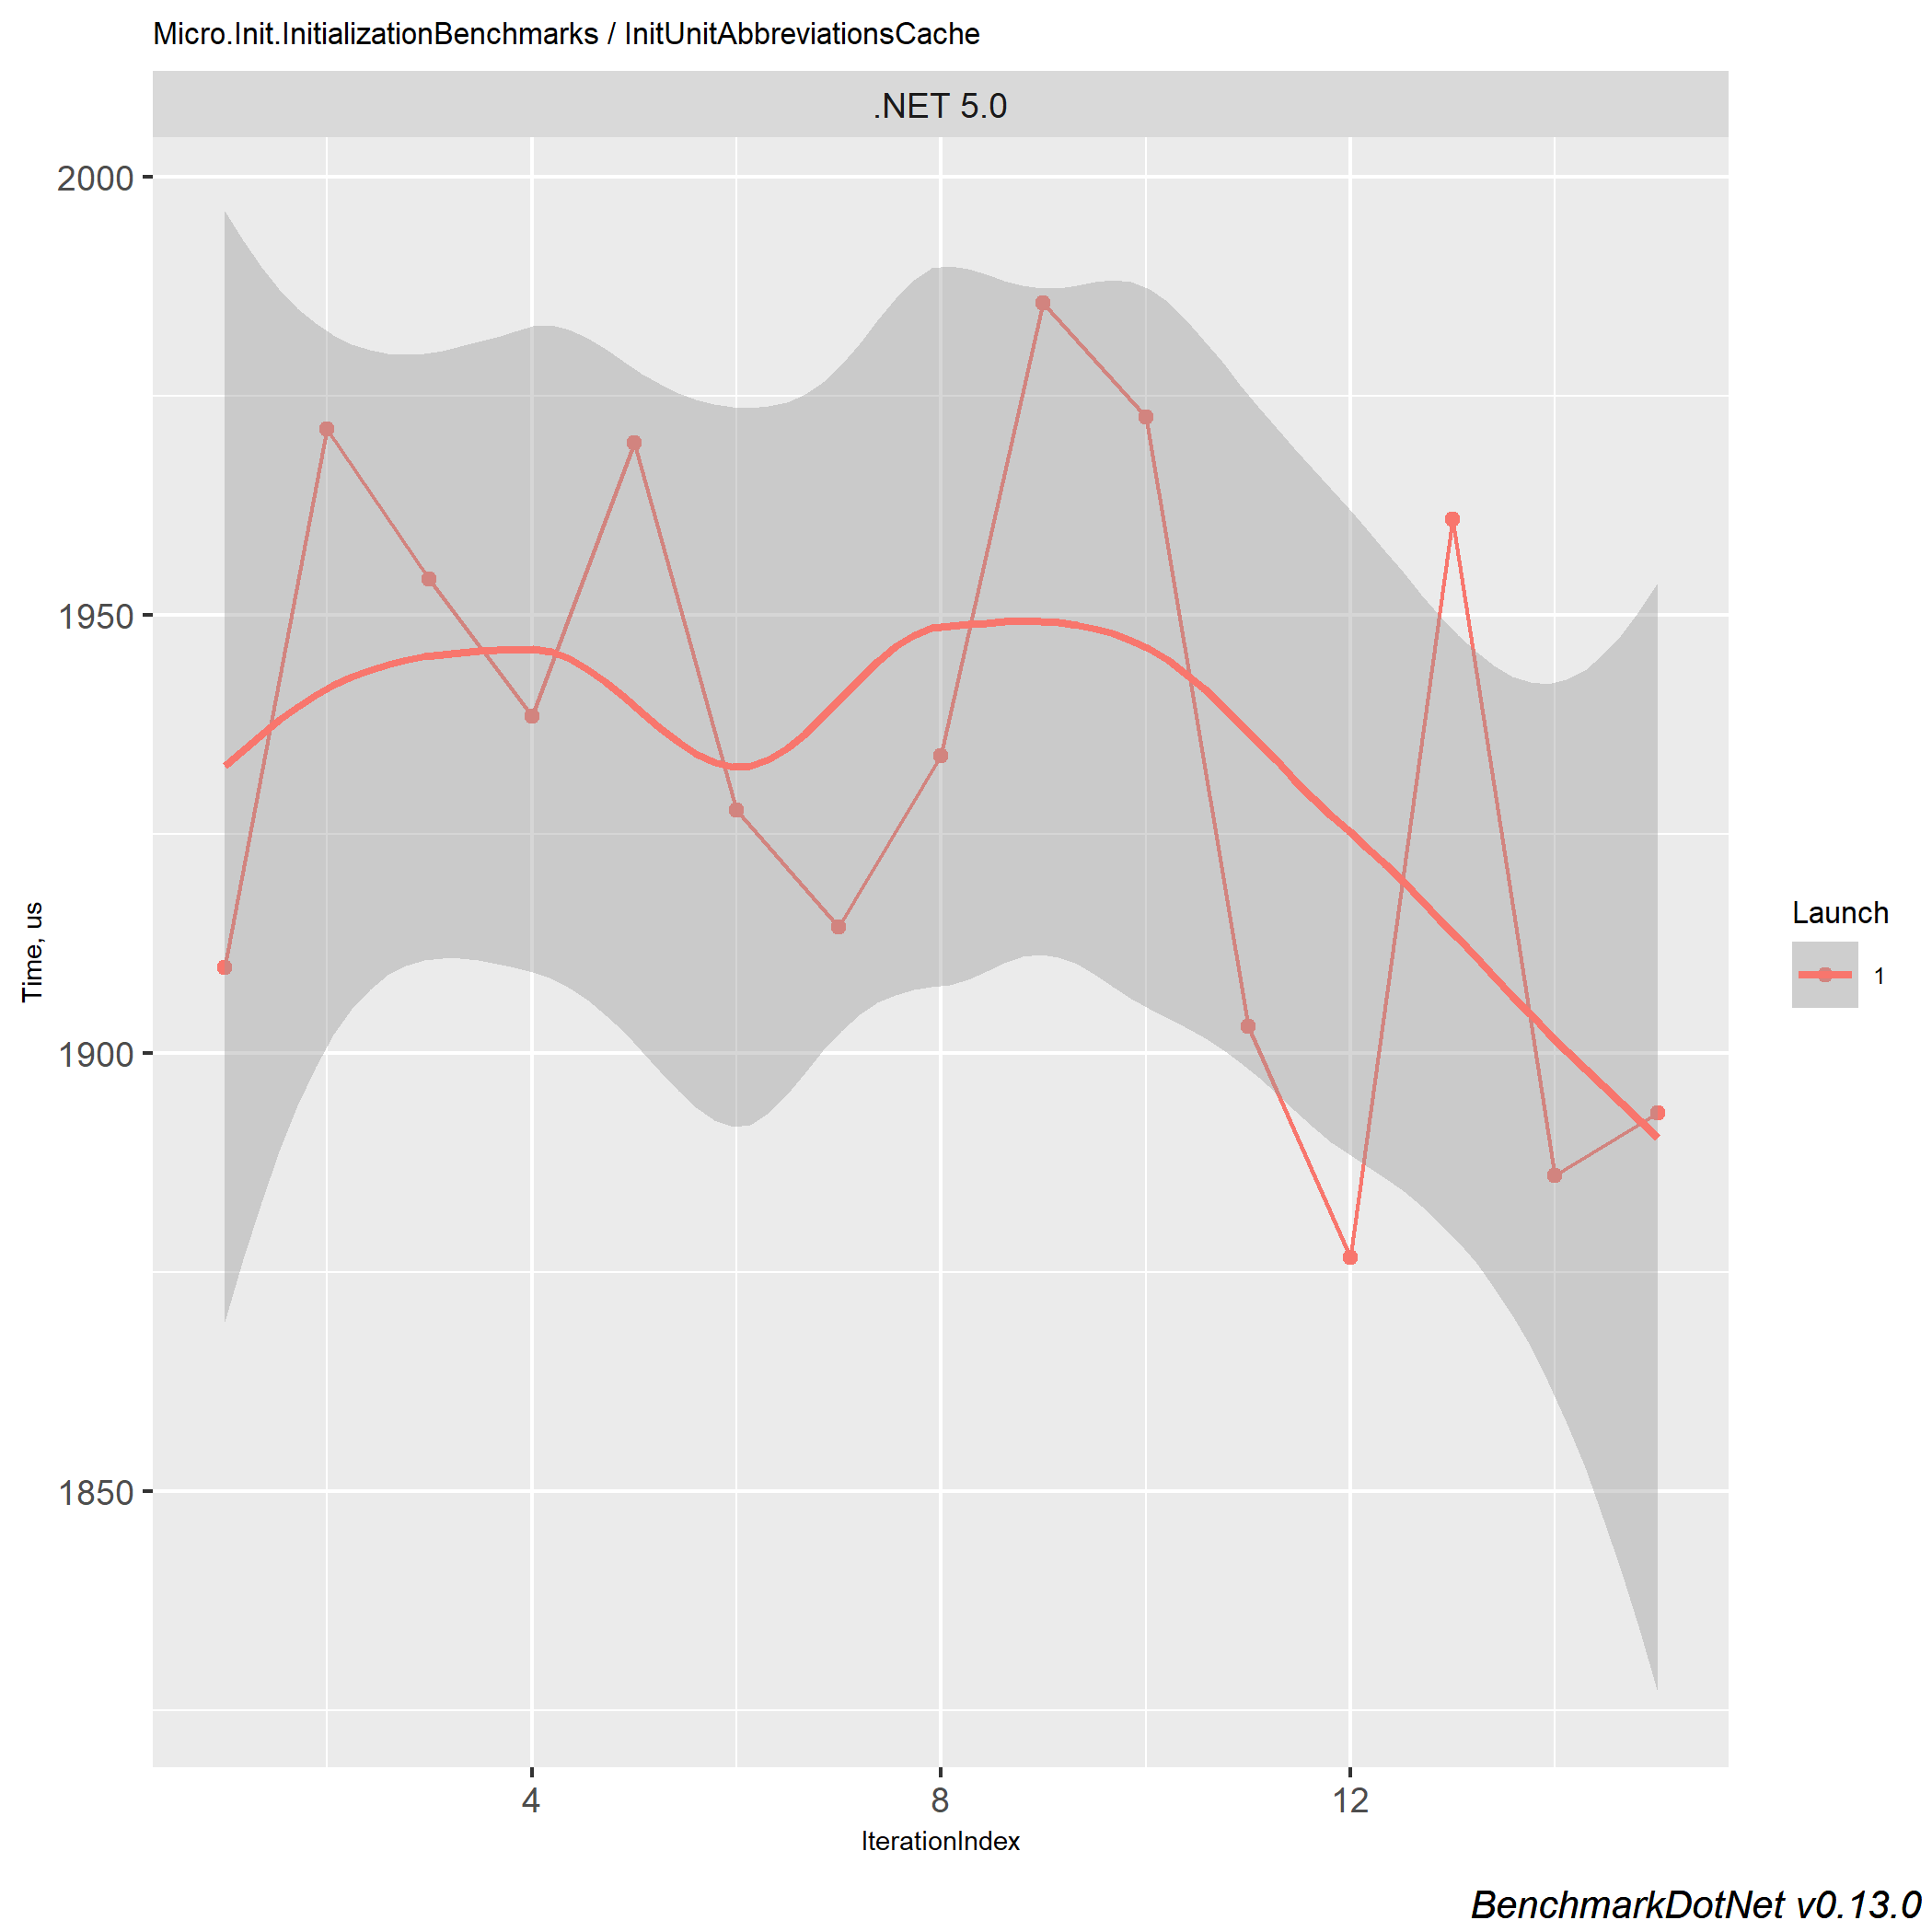 Micro.Init.InitializationBenchmarks / InitUnitAbbreviationsCache
.NET 5.0
2000
1950
1900
1850
Time, us
4
8
12
IterationIndex
Launch
1
BenchmarkDotNet v0.13.0